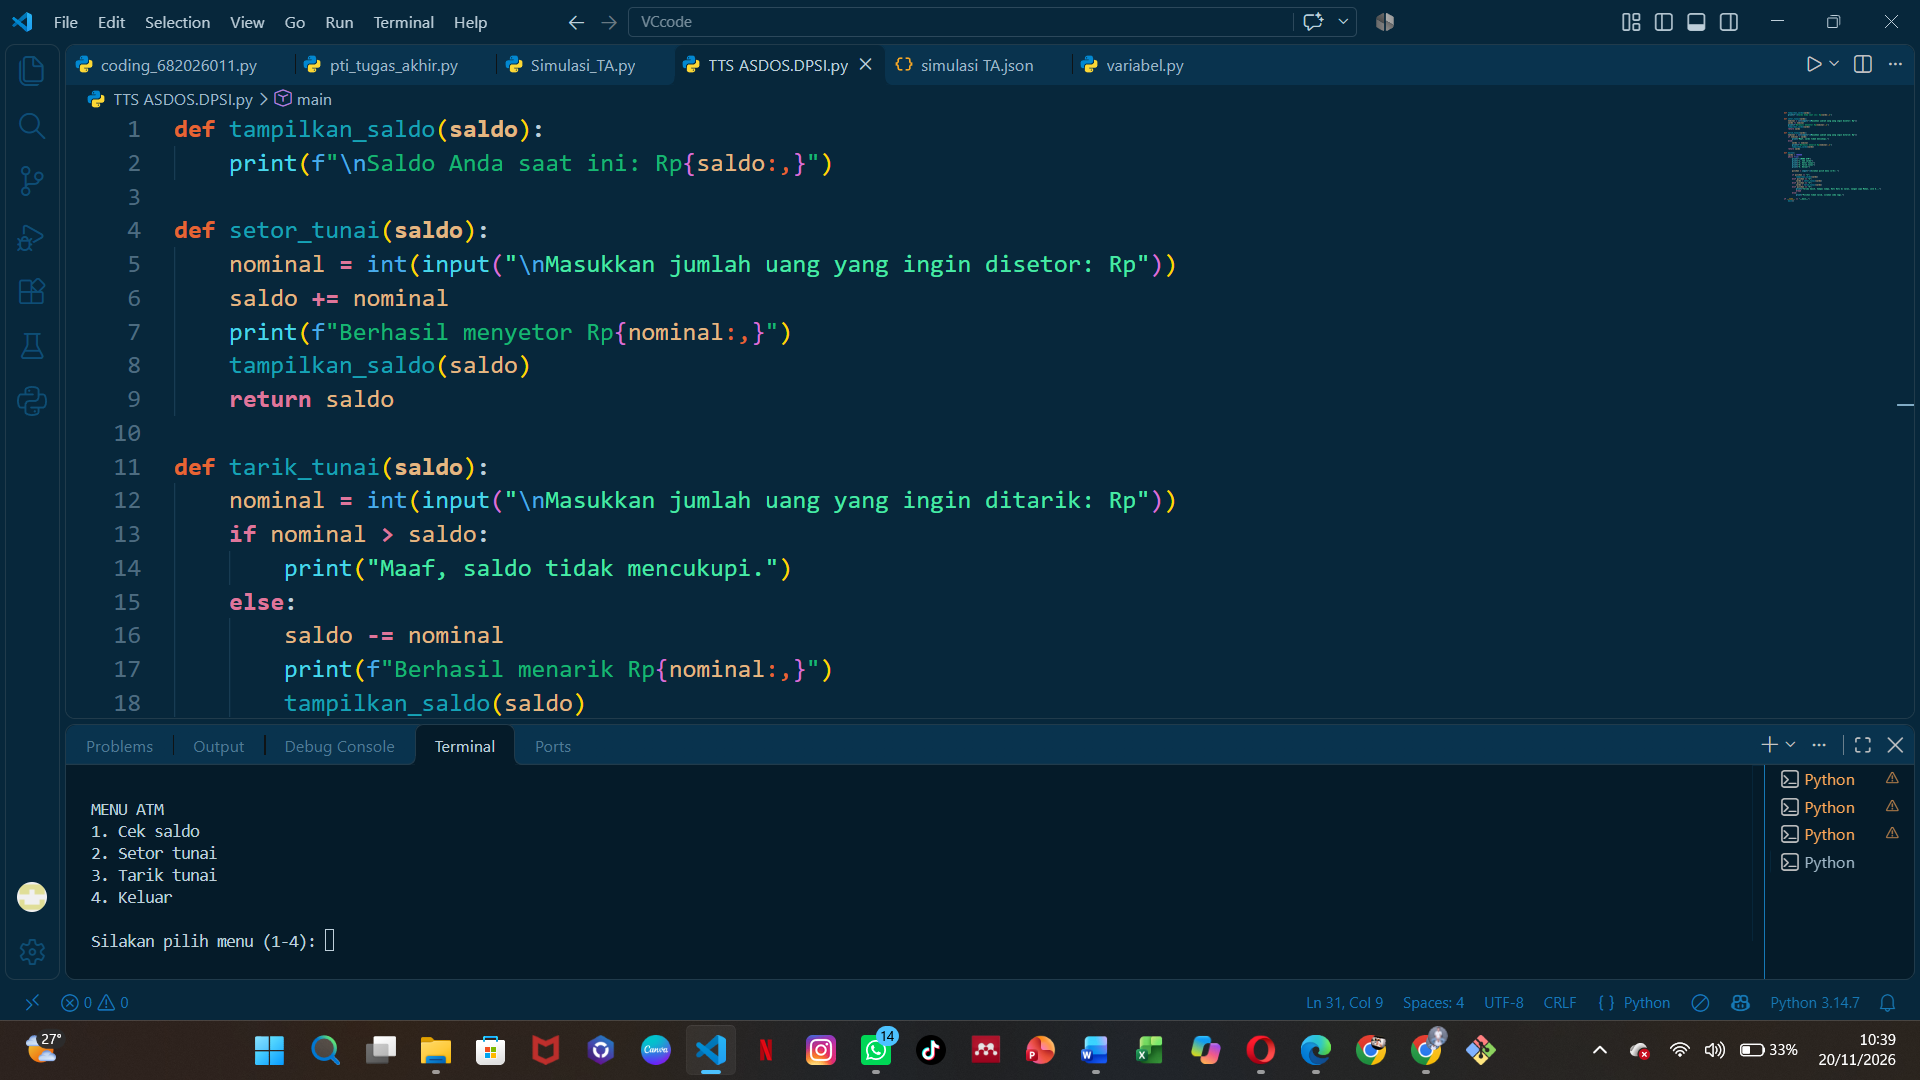 File Edit Selection View Go Run Terminal Help VCcode
coding_682026011.py pti_tugas_akhir.py Simulasi_TA.py TTS ASDOS.DPSI.py simulasi TA.json variabel.py
TTS ASDOS.DPSI.py > main
1 def tampilkan_saldo(saldo):
2 print(f"\nSaldo Anda saat ini: Rp{saldo:,}")
3
4 def setor_tunai(saldo):
5 nominal = int(input("\nMasukkan jumlah uang yang ingin disetor: Rp"))
6 saldo += nominal
7 print(f"Berhasil menyetor Rp{nominal:,}")
8 tampilkan_saldo(saldo)
9 return saldo
10
11 def tarik_tunai(saldo):
12 nominal = int(input("\nMasukkan jumlah uang yang ingin ditarik: Rp"))
13 if nominal > saldo:
14 print("Maaf, saldo tidak mencukupi.")
15 else:
16 saldo -= nominal
17 print(f"Berhasil menarik Rp{nominal:,}")
18 tampilkan_saldo(saldo)
Problems Output Debug Console Terminal Ports
MENU ATM
1. Cek saldo
2. Setor tunai
3. Tarik tunai
4. Keluar
Silakan pilih menu (1-4):
Python
Python
Python
Python
0 0 Ln 31, Col 9 Spaces: 4 UTF-8 CRLF {} Python Python 3.14.7
27° Canva 14 33% 10:39
20/11/2026